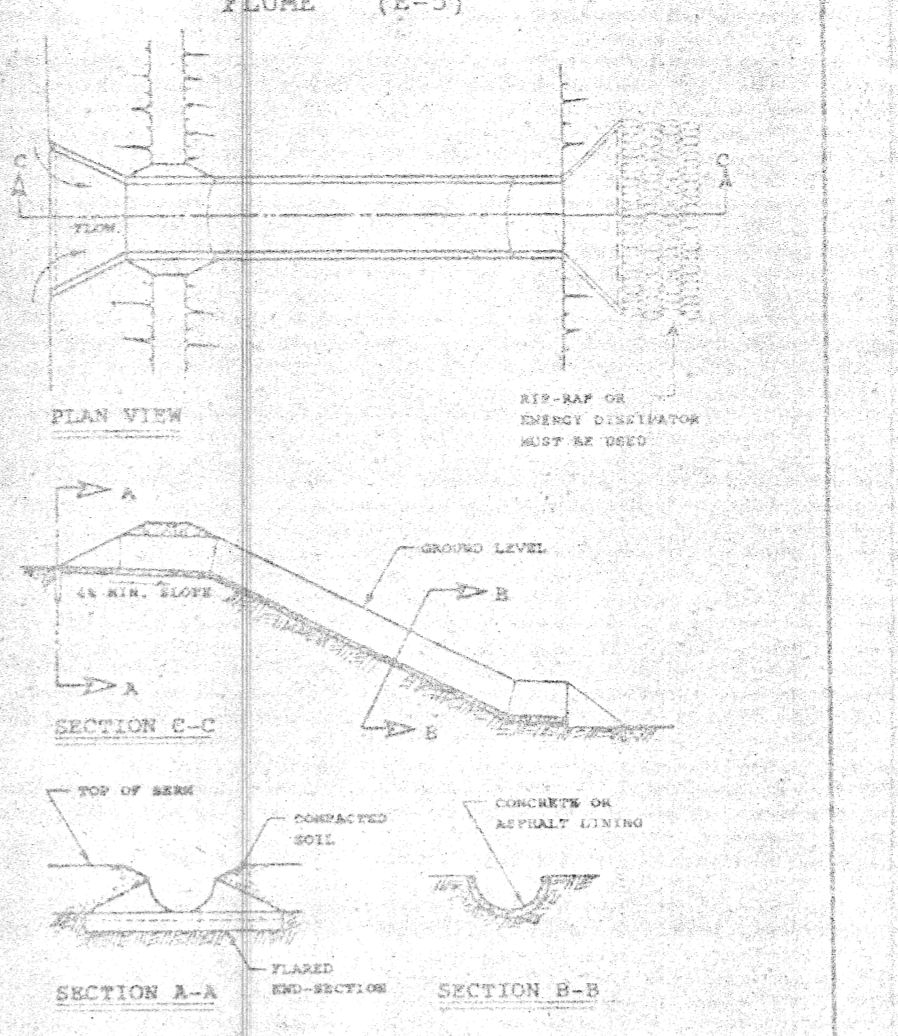 FLUME (E-5)
C
C
FLOW
PLAN VIEW
RIP-RAP OR
ENERGY DISSIPATOR
MUST BE USED
A
GROUND LEVEL
4% MIN. SLOPE
B
A
B
SECTION C-C
TOP OF BERM
COMPACTED
SOIL
CONCRETE OR
ASPHALT LINING
FLARED
END-SECTION
SECTION A-A
SECTION B-B